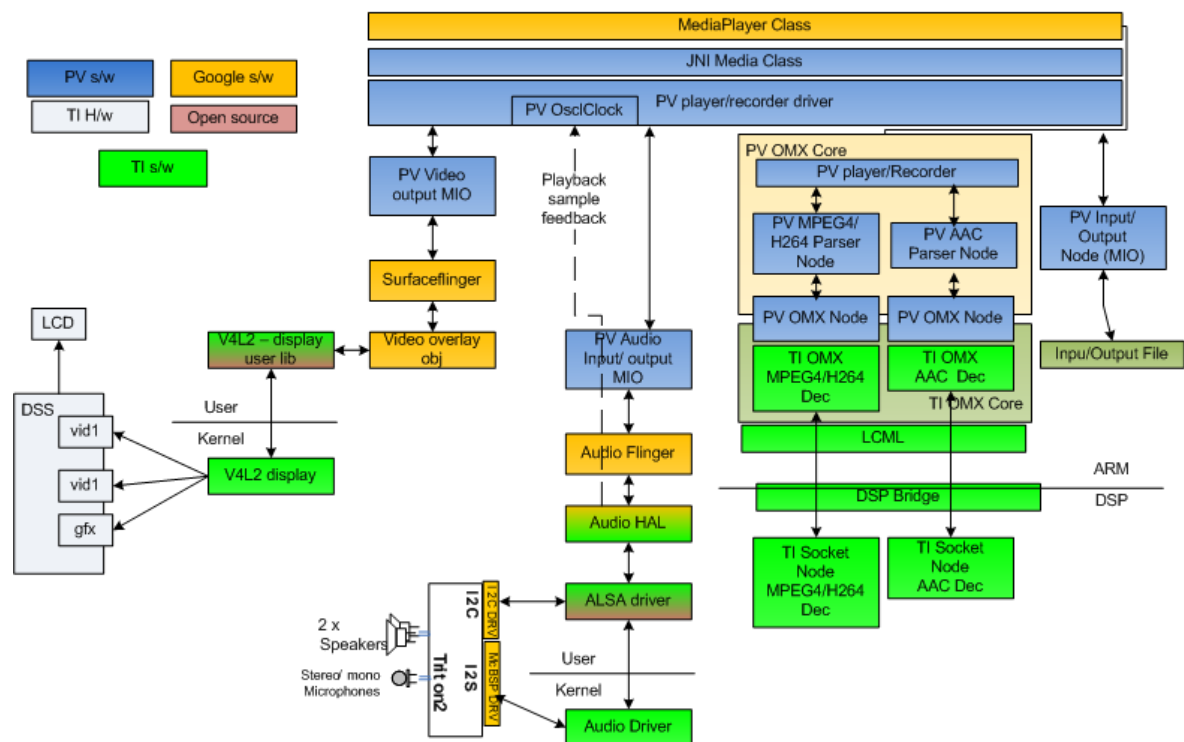 MediaPlayer Class
JNI Media Class
PV player/recorder driver
PV OsclClock
PV s/w
Google s/w
TI H/w
Open source
TI s/w
PV Video
output MIO
Playback
sample
feedback
PV OMX Core
PV player/Recorder
PV MPEG4/
H264 Parser
Node
PV AAC
Parser Node
PV Input/
Output
Node (MIO)
Surfaceflinger
PV OMX Node
PV OMX Node
LCD
V4L2 – display
user lib
Video overlay
obj
PV Audio
Input/ output
MIO
TI OMX
MPEG4/H264
Dec
TI OMX
AAC Dec
TI OMX Core
Inpu/Output File
DSS
vid1
vid1
gfx
User
Kernel
V4L2 display
Audio Flinger
LCML
ARM
DSP Bridge
DSP
Audio HAL
TI Socket
Node
MPEG4/H264
Dec
TI Socket
Node
AAC Dec
ALSA driver
2 x
Speakers
Stereo/ mono
Microphones
Trit on2
I2C
I2S
I2C DRV
McBSP DRV
User
Kernel
Audio Driver